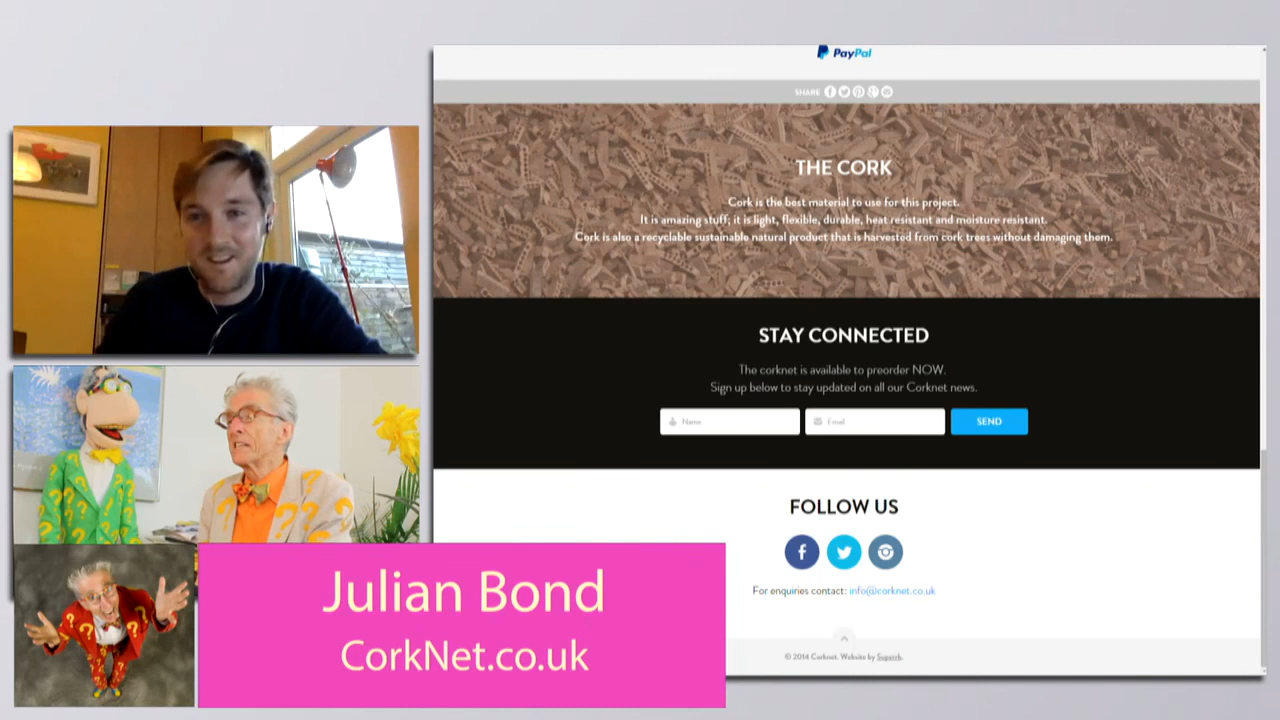 PayPal
SHARE
THE CORK
Cork is the best material to use for this project.
It is amazing stuff; it is light, flexible, durable, heat resistant and moisture resistant.
Cork is also a recyclable sustainable natural product that is harvested from cork trees without damaging them.
STAY CONNECTED
The corknet is available to preorder NOW.
Sign up below to stay updated on all our Corknet news.
Name
Email
SEND
FOLLOW US
For enquiries contact: info@corknet.co.uk
© 2014 Corknet. Website by Superrb.
Julian Bond
CorkNet.co.uk